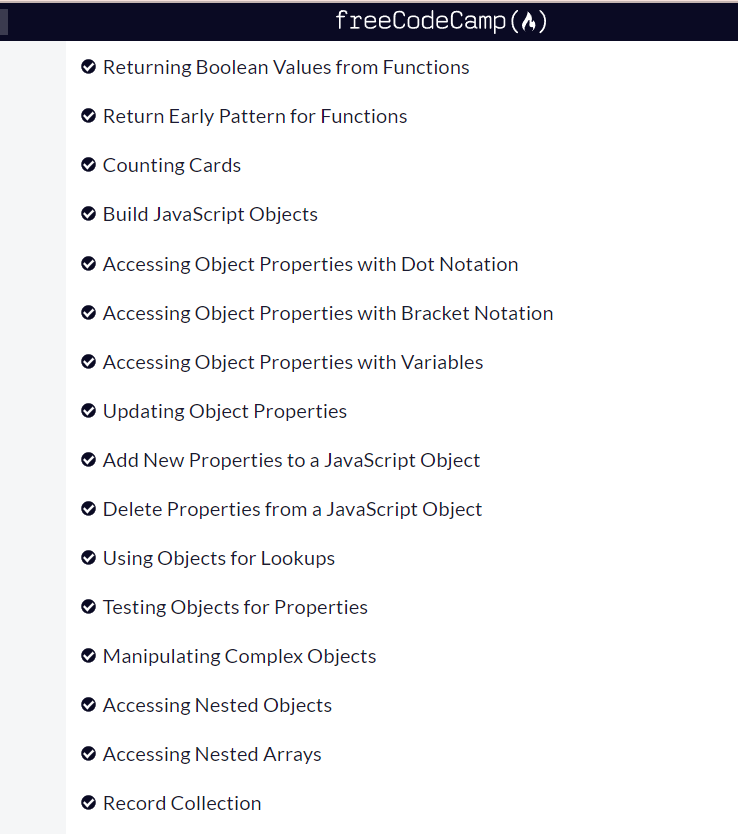 freeCodeCamp(🔥)
Returning Boolean Values from Functions
Return Early Pattern for Functions
Counting Cards
Build JavaScript Objects
Accessing Object Properties with Dot Notation
Accessing Object Properties with Bracket Notation
Accessing Object Properties with Variables
Updating Object Properties
Add New Properties to a JavaScript Object
Delete Properties from a JavaScript Object
Using Objects for Lookups
Testing Objects for Properties
Manipulating Complex Objects
Accessing Nested Objects
Accessing Nested Arrays
Record Collection